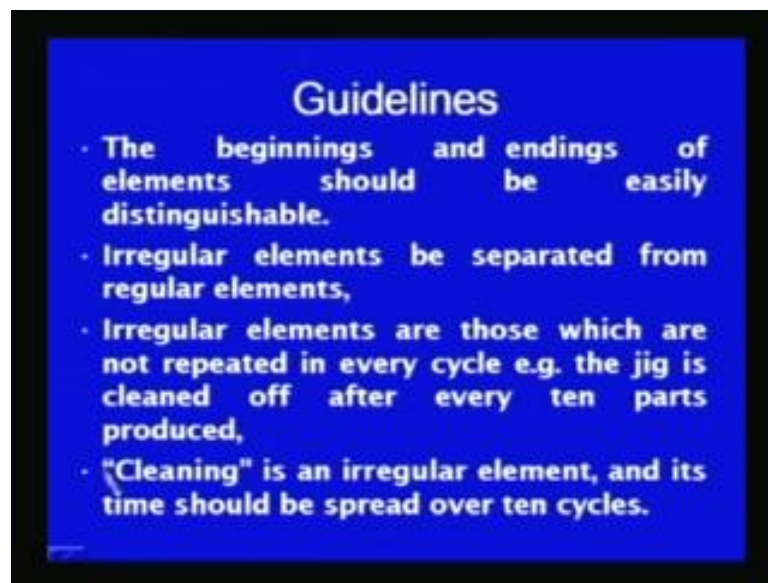 Guidelines
· The beginnings and endings of
elements should be easily
distinguishable.
· Irregular elements be separated from
regular elements,
· Irregular elements are those which are
not repeated in every cycle e.g. the jig is
cleaned off after every ten parts
produced,
· "Cleaning" is an irregular element, and its
time should be spread over ten cycles.